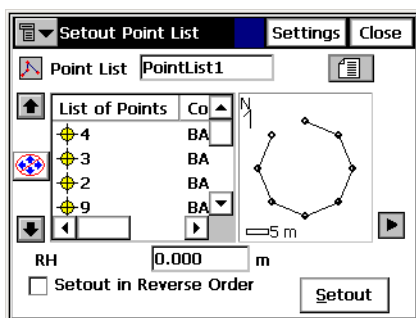 Setout Point List Settings Close
Point List PointList1
List of Points Co
4 BA
3 BA
2 BA
9 BA
N
5 m
RH 0.000 m
Setout in Reverse Order
Setout